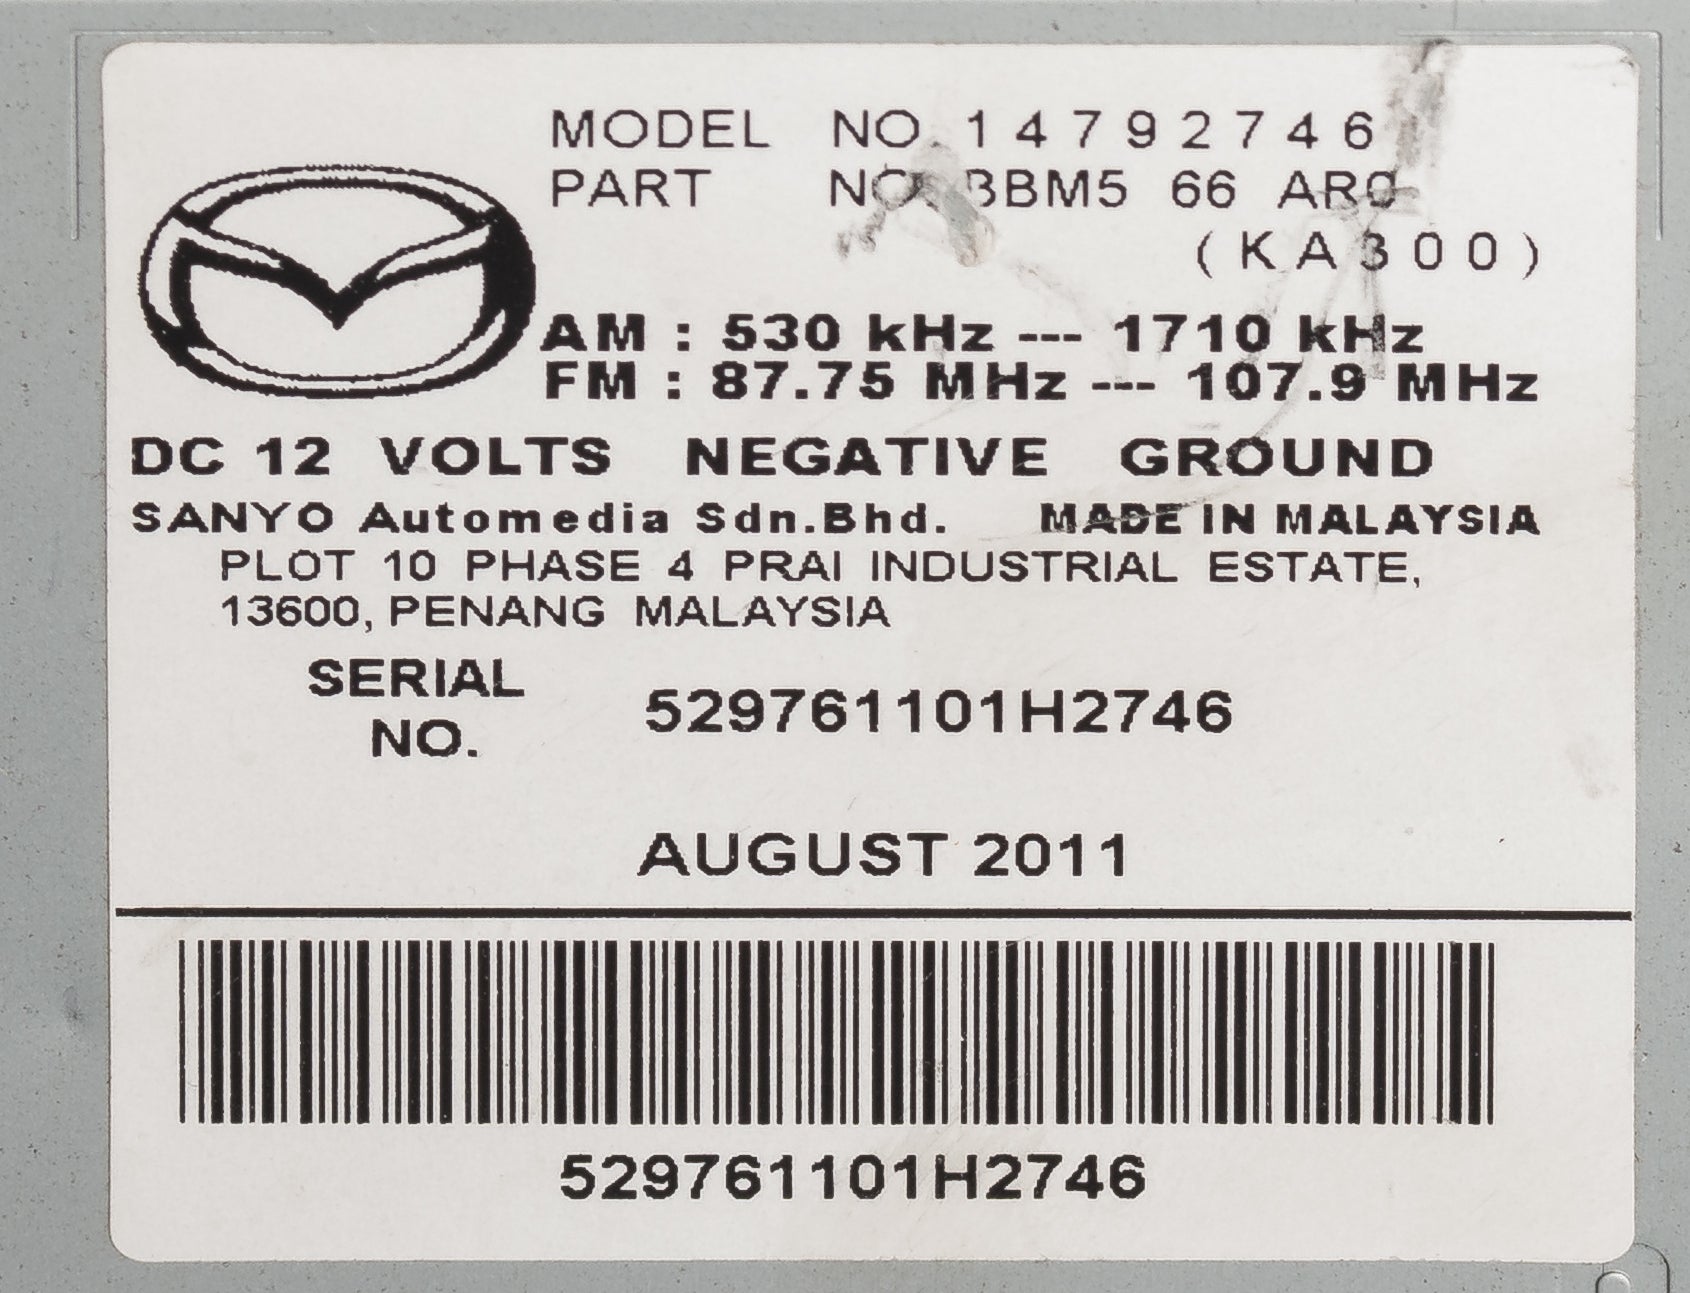 MODEL NO. 14792746
PART NO. BBM5 66 AR0
(KA300)
AM : 530 kHz --- 1710 kHz
FM : 87.75 MHz --- 107.9 MHz
DC 12 VOLTS NEGATIVE GROUND
SANYO Automedia Sdn.Bhd. MADE IN MALAYSIA
PLOT 10 PHASE 4 PRAI INDUSTRIAL ESTATE,
13600, PENANG MALAYSIA
SERIAL
NO.
529761101H2746
AUGUST 2011
529761101H2746